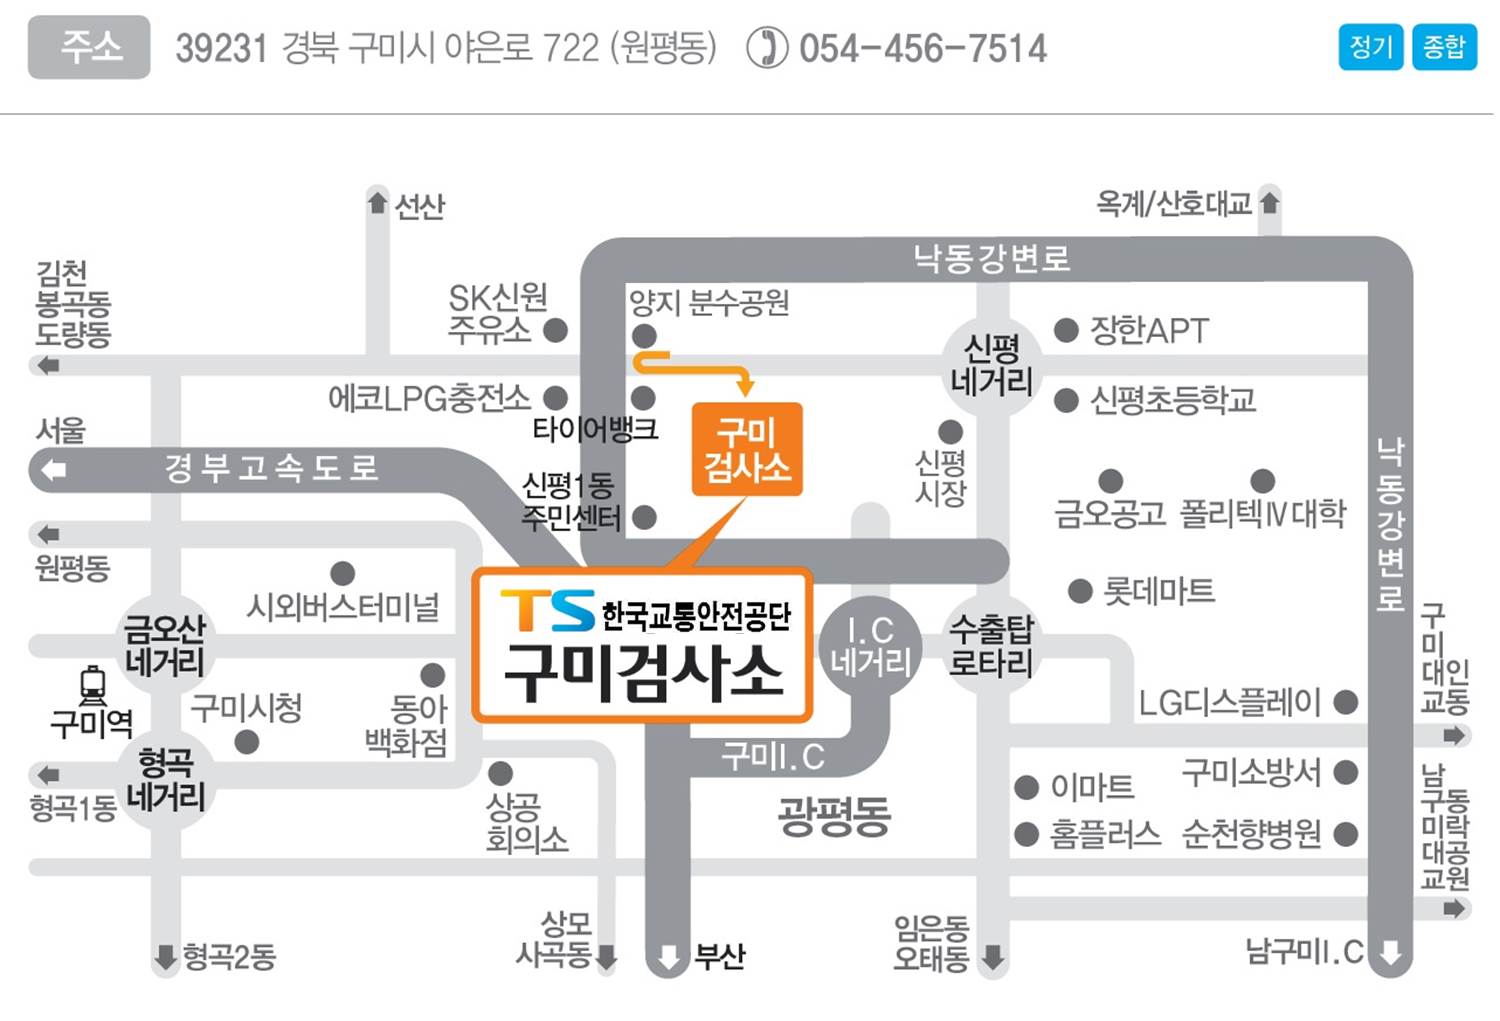 주소 39231 경북 구미시 야은로 722 (원평동) 054-456-7514 정기 종합
선산
옥계/산호대교
낙동강변로
김천
봉곡동
도량동
SK신원
주유소
양지 분수공원
신평
네거리
장한APT
에코LPG충전소
타이어뱅크
신평초등학교
서울
경부고속도로
구미
검사소
신평
시장
낙동강변로
신평1동
주민센터
금오공고
폴리텍Ⅳ대학
원평동
시외버스터미널
롯데마트
금오산
네거리
TS 한국교통안전공단
구미검사소
I.C
네거리
수출탑
로타리
구미대교
인동
구미역
구미시청
동아
백화점
LG디스플레이
형곡
네거리
구미I.C
형곡1동
상공
회의소
광평동
이마트
구미소방서
홈플러스
순천향병원
남구미대교
동락공원
형곡2동
상모
사곡동
부산
임은동
오태동
남구미I.C